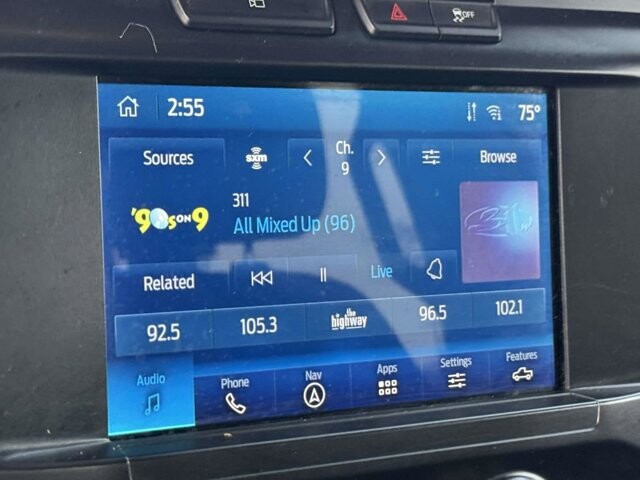 OFF
2:55
75°
Sources
sxm
Ch.
9
Browse
'90s ON 9
311
All Mixed Up (96)
311
Related
Live
92.5
105.3
the highway
96.5
102.1
Audio
Phone
Nav
Apps
Settings
Features